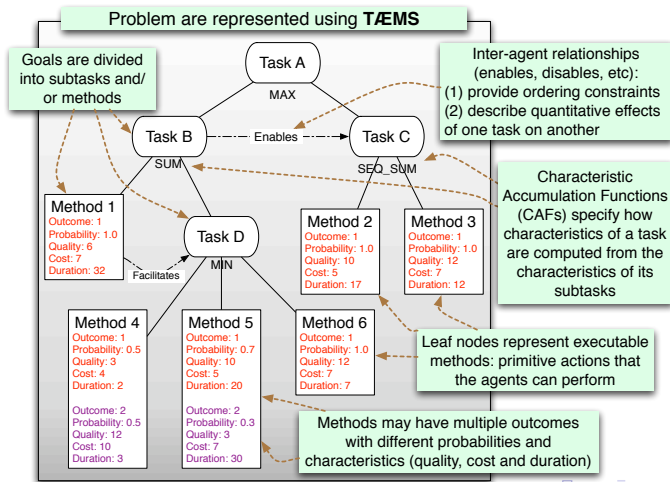 Problem are represented using TÆMS
Goals are divided
into subtasks and/
or methods
Task A
MAX
Inter-agent relationships
(enables, disables, etc):
(1) provide ordering constraints
(2) describe quantitative effects
of one task on another
Task B
Enables
Task C
SUM
SEQ_SUM
Characteristic
Accumulation Functions
(CAFs) specify how
characteristics of a task
are computed from the
characteristics of its
subtasks
Method 1
Outcome: 1
Probability: 1.0
Quality: 6
Cost: 7
Duration: 32
Facilitates
Task D
MIN
Method 2
Outcome: 1
Probability: 1.0
Quality: 10
Cost: 5
Duration: 17
Method 3
Outcome: 1
Probability: 1.0
Quality: 12
Cost: 7
Duration: 12
Method 4
Outcome: 1
Probability: 0.5
Quality: 3
Cost: 4
Duration: 2
Outcome: 2
Probability: 0.5
Quality: 12
Cost: 10
Duration: 3
Method 5
Outcome: 1
Probability: 0.7
Quality: 10
Cost: 5
Duration: 20
Outcome: 2
Probability: 0.3
Quality: 3
Cost: 7
Duration: 30
Method 6
Outcome: 1
Probability: 1.0
Quality: 12
Cost: 7
Duration: 7
Leaf nodes represent executable
methods: primitive actions that
the agents can perform
Methods may have multiple outcomes
with different probabilities and
characteristics (quality, cost and duration)